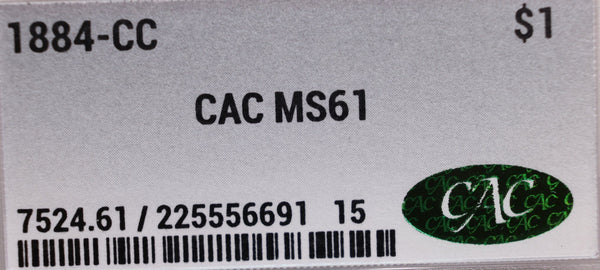 1884-CC $1
CAC MS61
7524.61 / 225556691 15
CAC